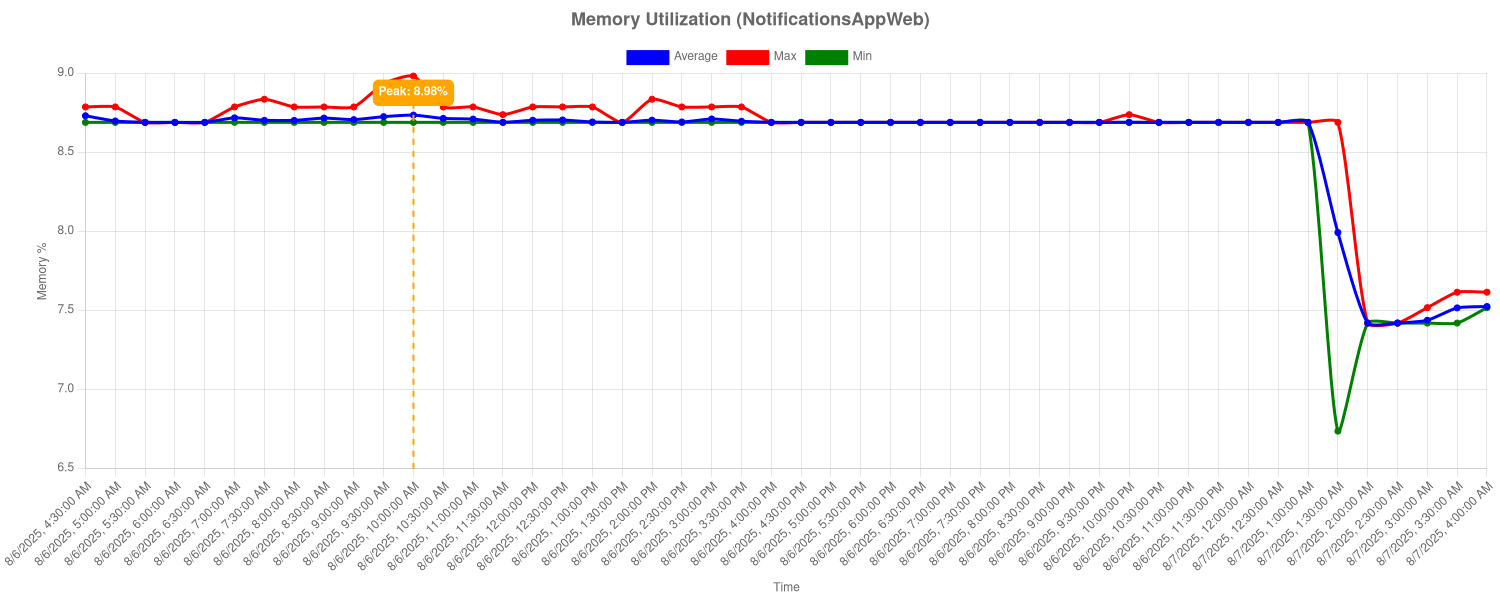 Memory Utilization (NotificationsAppWeb)
Average Max Min
9.0
Peak: 8.98%
8.5
8.0
Memory %
7.5
7.0
6.5
8/6/2025, 4:30:00 AM
8/6/2025, 5:00:00 AM
8/6/2025, 5:30:00 AM
8/6/2025, 6:00:00 AM
8/6/2025, 6:30:00 AM
8/6/2025, 7:00:00 AM
8/6/2025, 7:30:00 AM
8/6/2025, 8:00:00 AM
8/6/2025, 8:30:00 AM
8/6/2025, 9:00:00 AM
8/6/2025, 9:30:00 AM
8/6/2025, 10:00:00 AM
8/6/2025, 10:30:00 AM
8/6/2025, 11:00:00 AM
8/6/2025, 11:30:00 AM
8/6/2025, 12:00:00 PM
8/6/2025, 12:30:00 PM
8/6/2025, 1:00:00 PM
8/6/2025, 1:30:00 PM
8/6/2025, 2:00:00 PM
8/6/2025, 2:30:00 PM
8/6/2025, 3:00:00 PM
8/6/2025, 3:30:00 PM
8/6/2025, 4:00:00 PM
8/6/2025, 4:30:00 PM
8/6/2025, 5:00:00 PM
8/6/2025, 5:30:00 PM
8/6/2025, 6:00:00 PM
8/6/2025, 6:30:00 PM
8/6/2025, 7:00:00 PM
8/6/2025, 7:30:00 PM
8/6/2025, 8:00:00 PM
8/6/2025, 8:30:00 PM
8/6/2025, 9:00:00 PM
8/6/2025, 9:30:00 PM
8/6/2025, 10:00:00 PM
8/6/2025, 10:30:00 PM
8/6/2025, 11:00:00 PM
8/6/2025, 11:30:00 PM
8/7/2025, 12:00:00 AM
8/7/2025, 12:30:00 AM
8/7/2025, 1:00:00 AM
8/7/2025, 1:30:00 AM
8/7/2025, 2:00:00 AM
8/7/2025, 2:30:00 AM
8/7/2025, 3:00:00 AM
8/7/2025, 3:30:00 AM
8/7/2025, 4:00:00 AM
Time